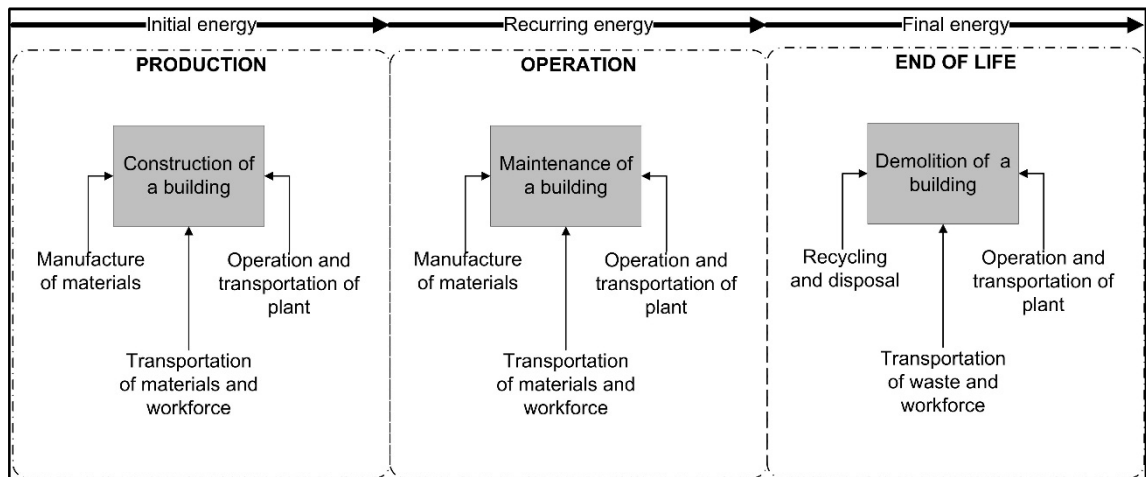 Initial energy
Recurring energy
Final energy
PRODUCTION
Construction of
a building
Manufacture
of materials
Operation and
transportation of
plant
Transportation
of materials and
workforce
OPERATION
Maintenance of
a building
Manufacture
of materials
Operation and
transportation of
plant
Transportation
of materials and
workforce
END OF LIFE
Demolition of a
building
Recycling
and disposal
Operation and
transportation of
plant
Transportation
of waste and
workforce